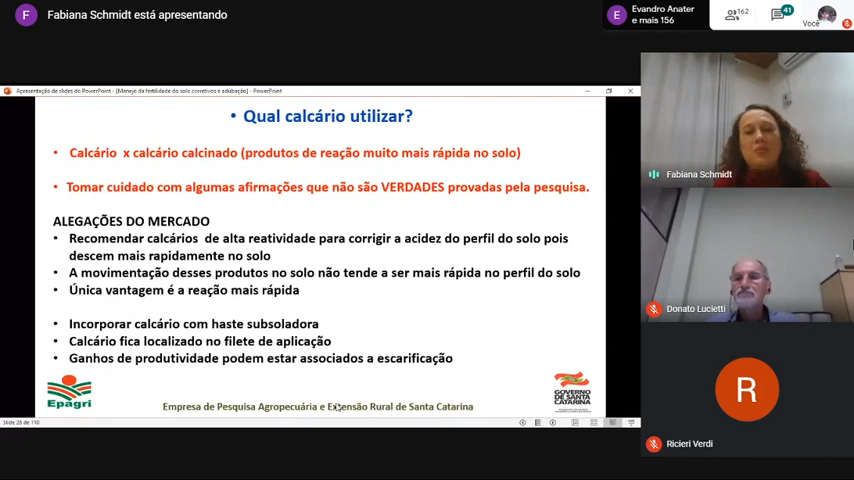 F Fabiana Schmidt está apresentando
E Evandro Anater
e mais 156
162
41
Você
Apresentação de slides do PowerPoint - [Manejo da fertilidade do solo corretivos e adubação] - PowerPoint
• Qual calcário utilizar?
• Calcário x calcário calcinado (produtos de reação muito mais rápida no solo)
• Tomar cuidado com algumas afirmações que não são VERDADES provadas pela pesquisa.
ALEGAÇÕES DO MERCADO
• Recomendar calcários de alta reatividade para corrigir a acidez do perfil do solo pois
descem mais rapidamente no solo
• A movimentação desses produtos no solo não tende a ser mais rápida no perfil do solo
• Única vantagem é a reação mais rápida
• Incorporar calcário com haste subsoladora
• Calcário fica localizado no filete de aplicação
• Ganhos de produtividade podem estar associados a escarificação
Epagri
Empresa de Pesquisa Agropecuária e Extensão Rural de Santa Catarina
GOVERNO
DE SANTA
CATARINA
Slide 28 de 110
Fabiana Schmidt
Donato Lucietti
R
Ricieri Verdi